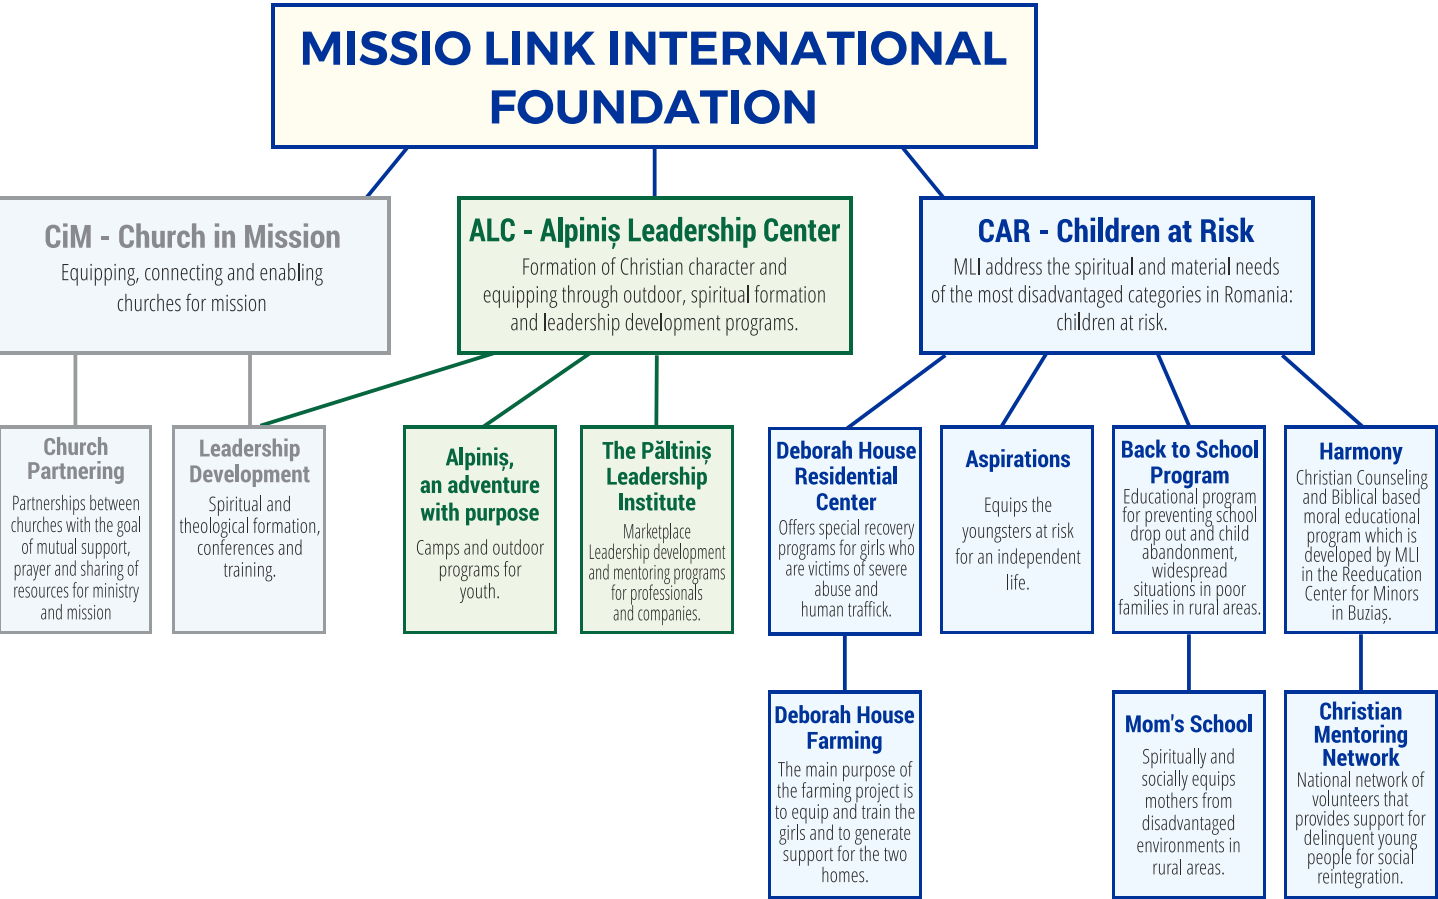 MISSIO LINK INTERNATIONAL
FOUNDATION
CiM - Church in Mission
Equipping, connecting and enabling
churches for mission
ALC - Alpiniș Leadership Center
Formation of Christian character and
equipping through outdoor, spiritual formation
and leadership development programs.
CAR - Children at Risk
MLI address the spiritual and material needs
of the most disadvantaged categories in Romania:
children at risk.
Church
Partnering
Partnerships between
churches with the goal
of mutual support,
prayer and sharing of
resources for ministry
and mission
Leadership
Development
Spiritual and
theological formation,
conferences and
training.
Alpiniș,
an adventure
with purpose
Camps and outdoor
programs for
youth.
The Păltiniș
Leadership
Institute
Marketplace
Leadership development
and mentoring programs
for professionals
and companies.
Deborah House
Residential
Center
Offers special recovery
programs for girls who
are victims of severe
abuse and
human traffick.
Aspirations
Equips the
youngsters at risk
for an independent
life.
Back to School
Program
Educational program
for preventing school
drop out and child
abandonment,
widespread
situations in poor
families in rural areas.
Harmony
Christian Counseling
and Biblical based
moral educational
program which is
developed by MLI
in the Reeducation
Center for Minors
in Buziaș.
Deborah House
Farming
The main purpose of
the farming project is
to equip and train the
girls and to generate
support for the two
homes.
Mom's School
Spiritually and
socially equips
mothers from
disadvantaged
environments in
rural areas.
Christian
Mentoring
Network
National network of
volunteers that
provides support for
delinquent young
people for social
reintegration.